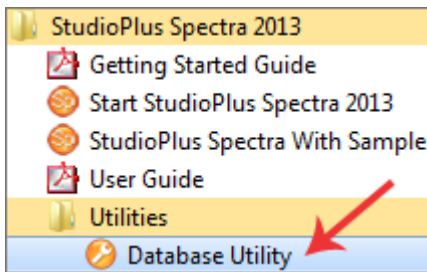 StudioPlus Spectra 2013
Getting Started Guide
Start StudioPlus Spectra 2013
StudioPlus Spectra With Sample
User Guide
Utilities
Database Utility